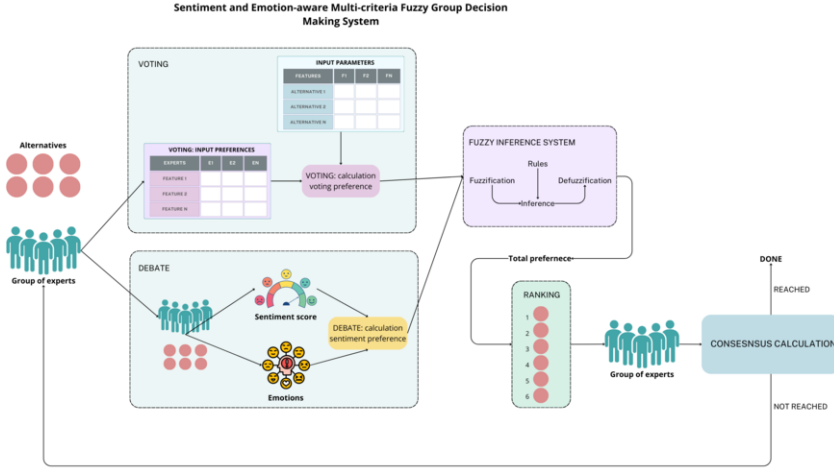 Sentiment and Emotion-aware Multi-criteria Fuzzy Group Decision
Making System
VOTING
INPUT PARAMETERS
FEATURES F1 F2 FN
ALTERNATIVE 1
ALTERNATIVE 2
ALTERNATIVE N
VOTING: INPUT PREFERENCES
EXPERTS E1 E2 EN
FEATURE 1
FEATURE 2
FEATURE N
VOTING: calculation
voting preference
Alternatives
Group of experts
DEBATE
Sentiment score
Emotions
DEBATE: calculation
sentiment preference
FUZZY INFERENCE SYSTEM
Rules
Fuzzification
Defuzzification
Inference
Total prefernece
RANKING
1
2
3
4
5
6
Group of experts
CONSESNSUS CALCULATION
DONE
REACHED
NOT REACHED